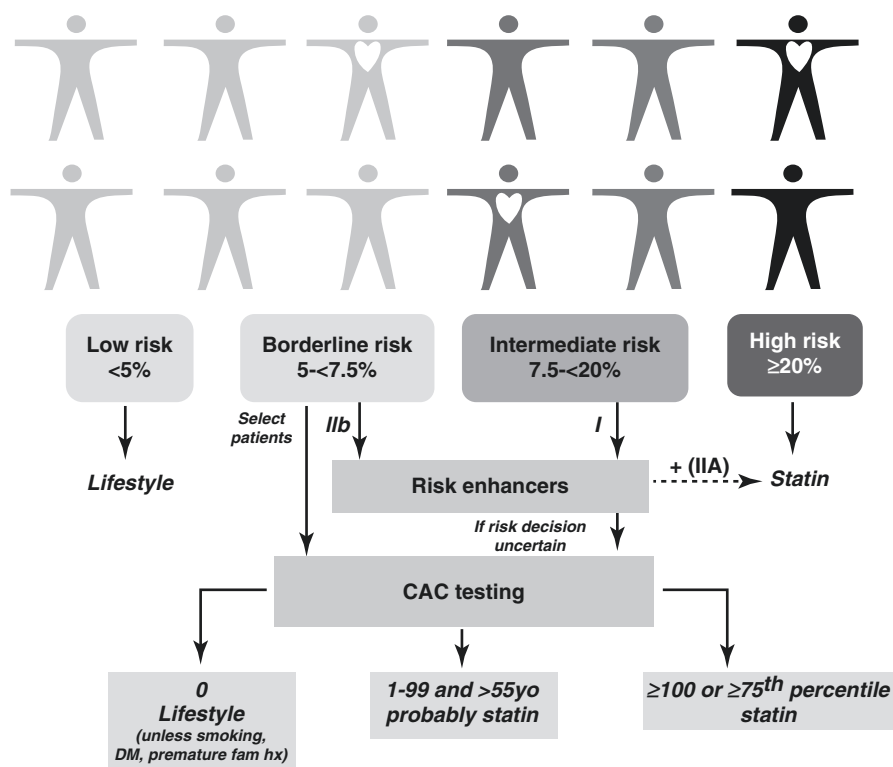 Low risk
<5%
Borderline risk
5-<7.5%
Intermediate risk
7.5-<20%
High risk
≥20%
Select
patients
IIb
I
Lifestyle
Risk enhancers
+ (IIA)
Statin
If risk decision
uncertain
CAC testing
0
Lifestyle
(unless smoking,
DM, premature fam hx)
1-99 and >55yo
probably statin
≥100 or ≥75th percentile
statin